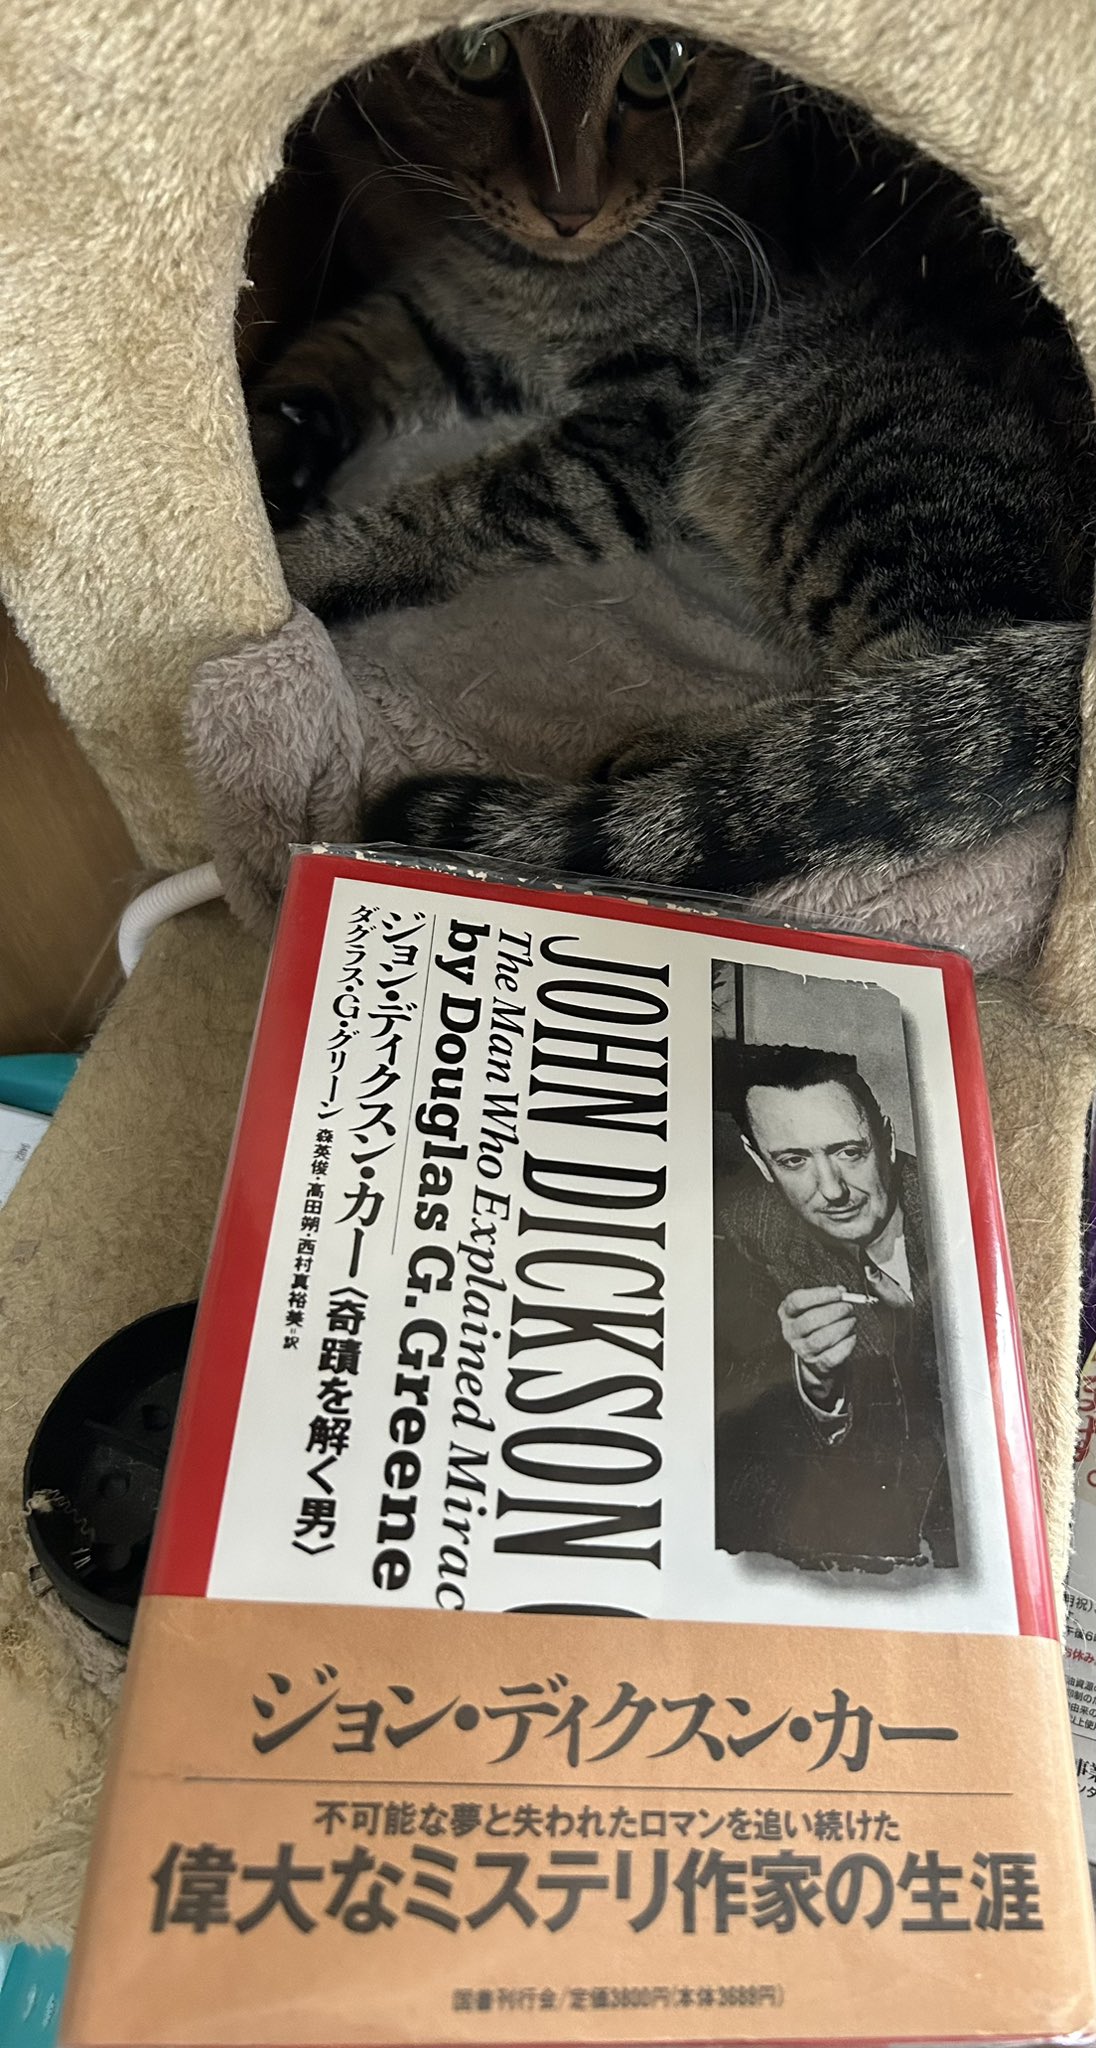 JOHN DICKSON
The Man Who Explained Mirac
by Douglas G. Greene
ジョン・ディクスン・カー〈奇蹟を解く男〉
ダグラス・G・グリーン 森英俊・高田朔・西村真裕美=訳
ジョン・ディクスン・カー
不可能な夢と失われたロマンを追い続けた
偉大なミステリ作家の生涯
国書刊行会/定価3800円(本体3689円)